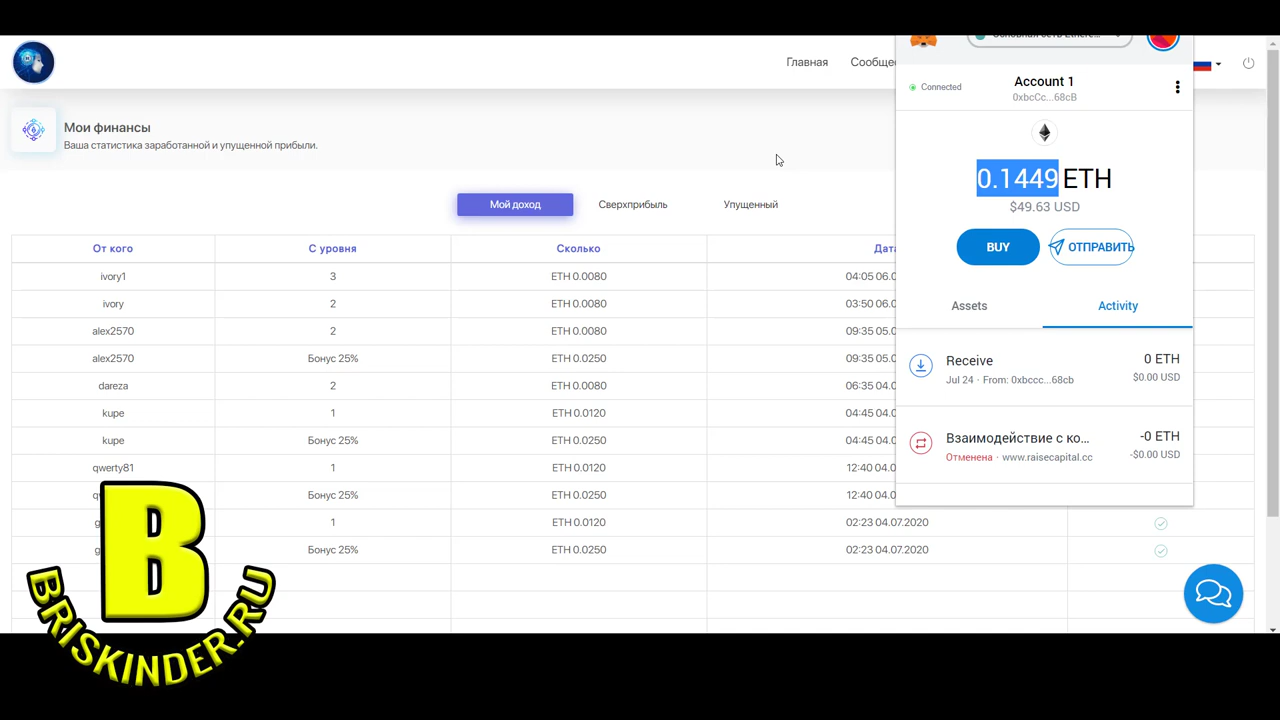 Главная
Сообще
Мои финансы
Ваша статистика заработанной и упущенной прибыли.
Мой доход
Сверхприбыль
Упущенный
От кого С уровня Сколько Дата
ivory1 3 ETH 0.0080 04:05 06.0
ivory 2 ETH 0.0080 03:50 06.0
alex2570 2 ETH 0.0080 09:35 05.0
alex2570 Бонус 25% ETH 0.0250 09:35 05.0
dareza 2 ETH 0.0080 06:35 04.0
kupe 1 ETH 0.0120 04:45 04.0
kupe Бонус 25% ETH 0.0250 04:45 04.0
qwerty81 1 ETH 0.0120 12:40 04.0
Бонус 25% ETH 0.0250 12:40 04.0
1 ETH 0.0120 02:23 04.07.2020
Бонус 25% ETH 0.0250 02:23 04.07.2020
Connected
Account 1
0xbcCc...68cB
0.1449 ETH
$49.63 USD
BUY
ОТПРАВИТЬ
Assets
Activity
Receive
0 ETH
Jul 24 · From: 0xbccc...68cb
$0.00 USD
Взаимодействие с ко...
-0 ETH
Отменена · www.raisecapital.cc
-$0.00 USD
B
BRISKINDER.RU